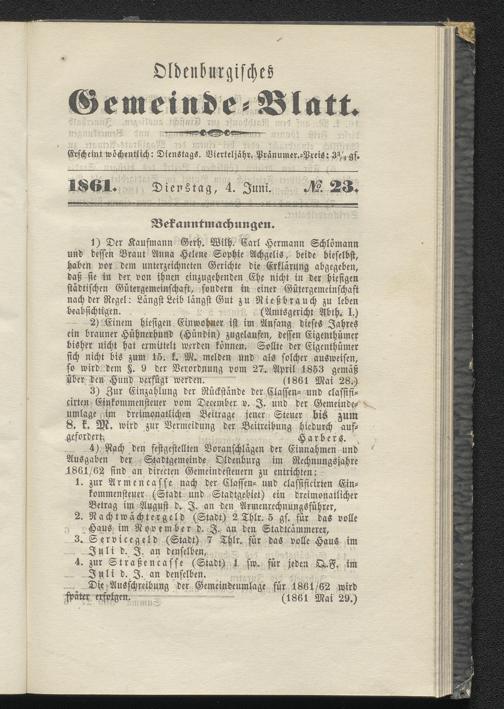 Oldenburgisches
Gemeinde-Blatt.
Erscheint wöchentlich: Dienstags. Vierteljähr. Pränumer.-Preis: 3¾ gs.
1861. Dienstag, 4. Juni. № 23.
Bekanntmachungen.
1) Der Kaufmann Gerh. Wilh. Carl Hermann Schlömann
und dessen Braut Anna Helene Sophie Achgelis, beide hieselbst,
haben vor dem unterzeichneten Gerichte die Erklärung abgegeben,
daß sie in der von ihnen einzugehenden Ehe nicht in der hiesigen
städtischen Gütergemeinschaft, sondern in einer Gütergemeinschaft
nach der Regel: Längst Leib längst Gut zu Nießbrauch zu leben
beabsichtigen. (Amtsgericht Abth. I.)
2) Einem hiesigen Einwohner ist im Anfang dieses Jahres
ein brauner Hühnerhund (Hündin) zugelaufen, dessen Eigenthümer
bisher nicht hat ermittelt werden können. Sollte der Eigenthümer
sich nicht bis zum 15. k. M. melden und als solcher ausweisen,
so wird dem §. 9 der Verordnung vom 27. April 1853 gemäß
über den Hund verfügt werden. (1861 Mai 28.)
3) Zur Einzahlung der Rückstände der Classen- und classifi-
cirten Einkommensteuer vom December v. J. und der Gemeinde-
umlage im dreimonatlichen Beitrage jener Steuer bis zum
8. k. M. wird zur Vermeidung der Beitreibung hiedurch auf-
gefordert. Harbers.
4) Nach den festgestellten Voranschlägen der Einnahmen und
Ausgaben der Stadtgemeinde Oldenburg im Rechnungsjahre
1861/62 sind an directen Gemeindesteuern zu entrichten:
1. zur Armencasse nach der Classen- und classificirten Ein-
kommensteuer (Stadt und Stadtgebiet) ein dreimonatlicher
Betrag im August d. J. an den Armenrechnungsführer,
2. Nachtwächtergeld (Stadt) 2 Thlr. 5 gs. für das volle
Haus im November d. J. an den Stadtcämmerer,
3. Servicegeld (Stadt) 7 Thlr. für das volle Haus im
Juli d. J. an denselben,
4. zur Straßencasse (Stadt) 1 sw. für jeden Q.F. im
Juli d. J. an denselben.
Die Ausschreibung der Gemeindeumlage für 1861/62 wird
später erfolgen. (1861 Mai 29.)